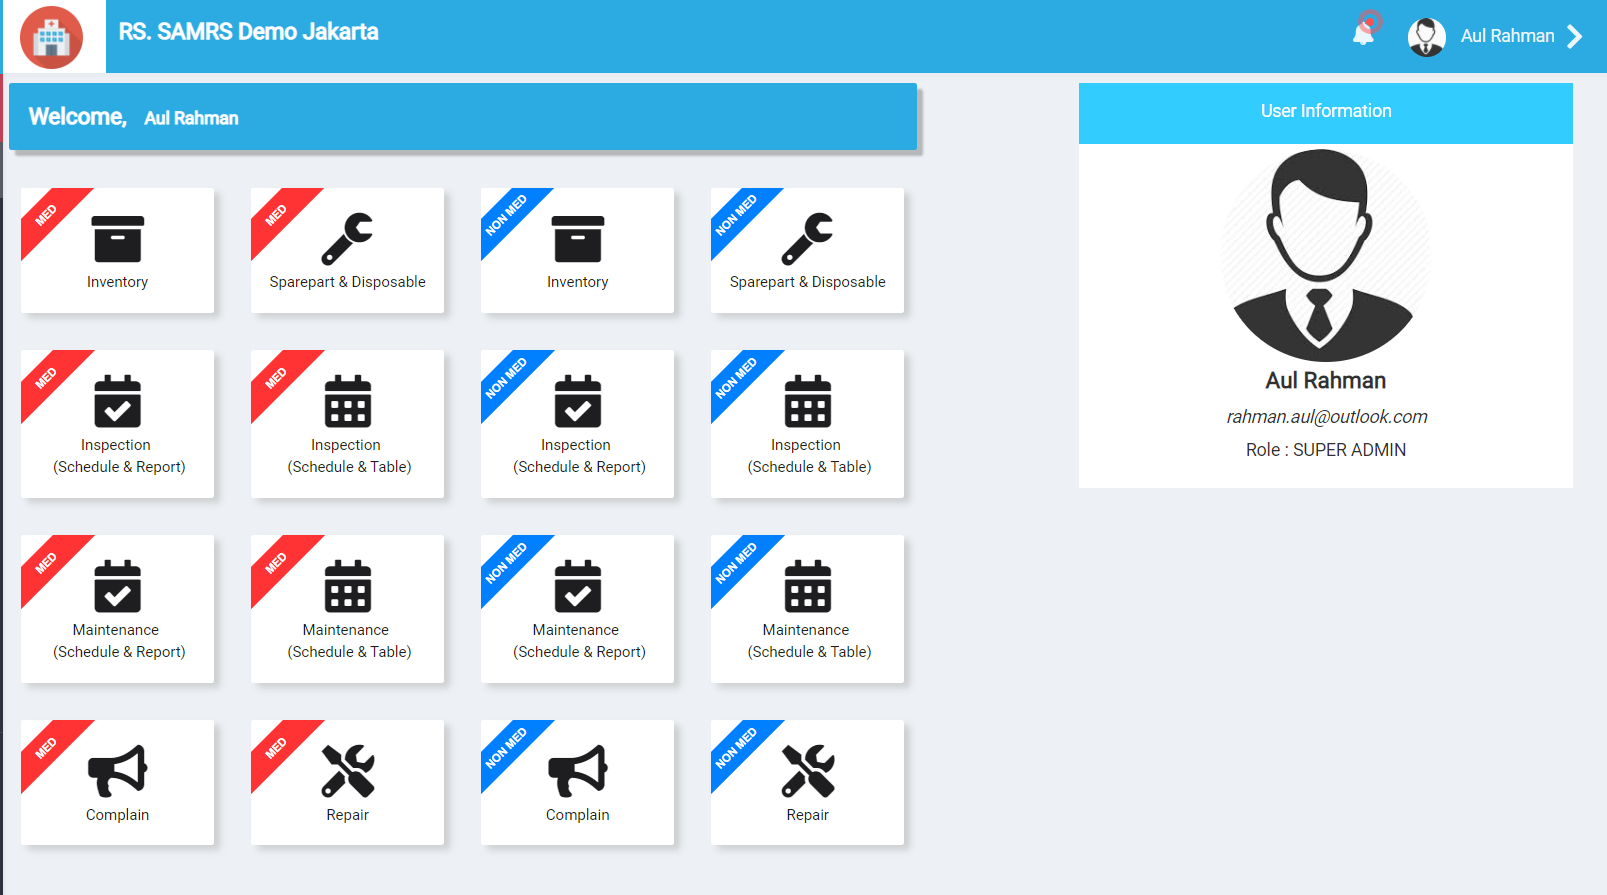 RS. SAMRS Demo Jakarta
Aul Rahman
Welcome, Aul Rahman
User Information
MED
Inventory
MED
Sparepart & Disposable
NON MED
Inventory
NON MED
Sparepart & Disposable
MED
Inspection
(Schedule & Report)
MED
Inspection
(Schedule & Table)
NON MED
Inspection
(Schedule & Report)
NON MED
Inspection
(Schedule & Table)
MED
Maintenance
(Schedule & Report)
MED
Maintenance
(Schedule & Table)
NON MED
Maintenance
(Schedule & Report)
NON MED
Maintenance
(Schedule & Table)
MED
Complain
MED
Repair
NON MED
Complain
NON MED
Repair
Aul Rahman
rahman.aul@outlook.com
Role : SUPER ADMIN